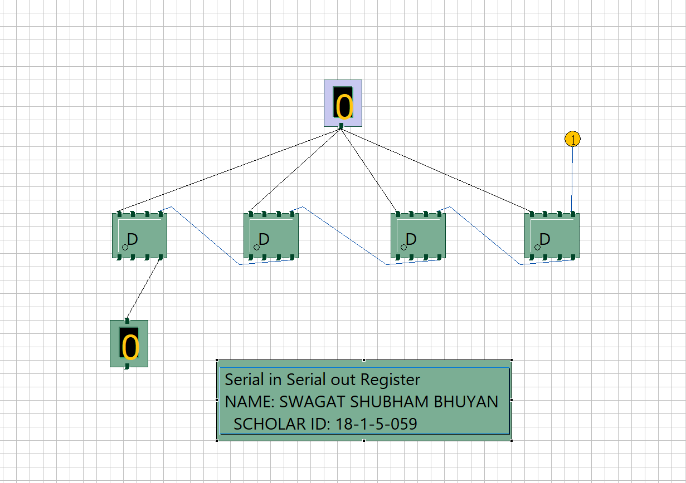 0
1
D D D D
0
Serial in Serial out Register
NAME: SWAGAT SHUBHAM BHUYAN
SCHOLAR ID: 18-1-5-059